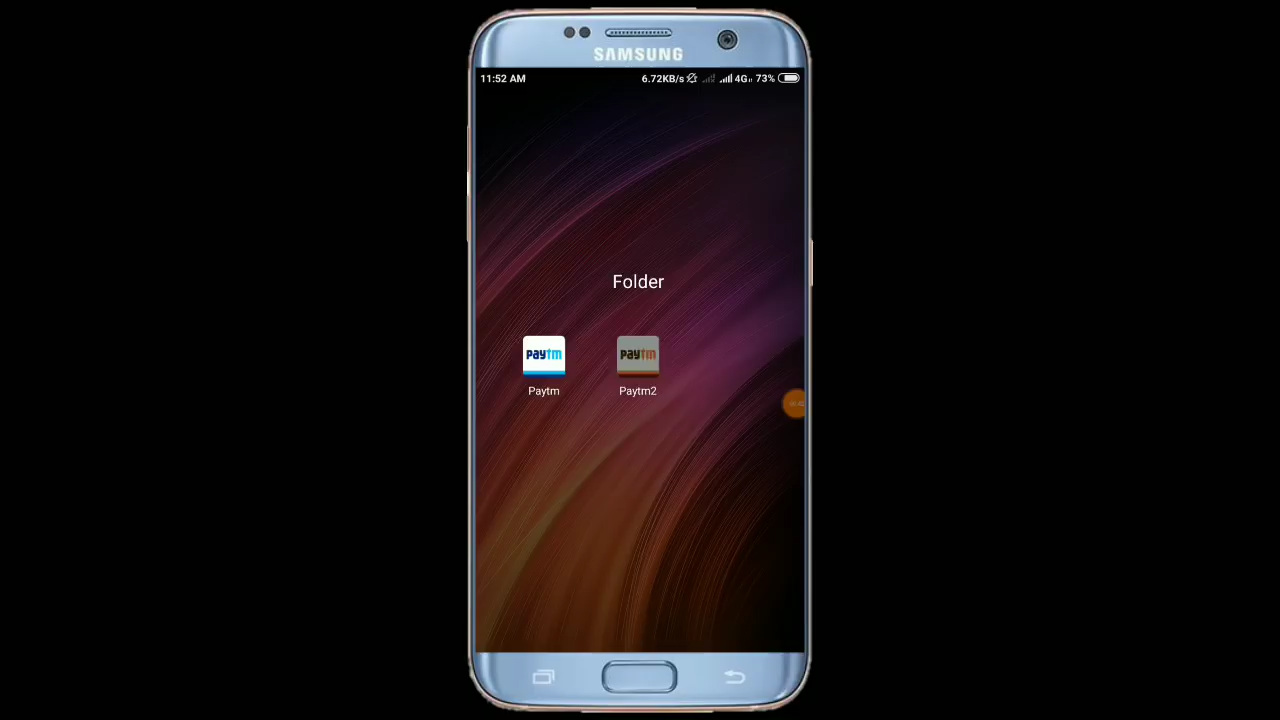 SAMSUNG
11:52 AM 6.72KB/s 4G 73%
Folder
paytm paytm
Paytm Paytm2